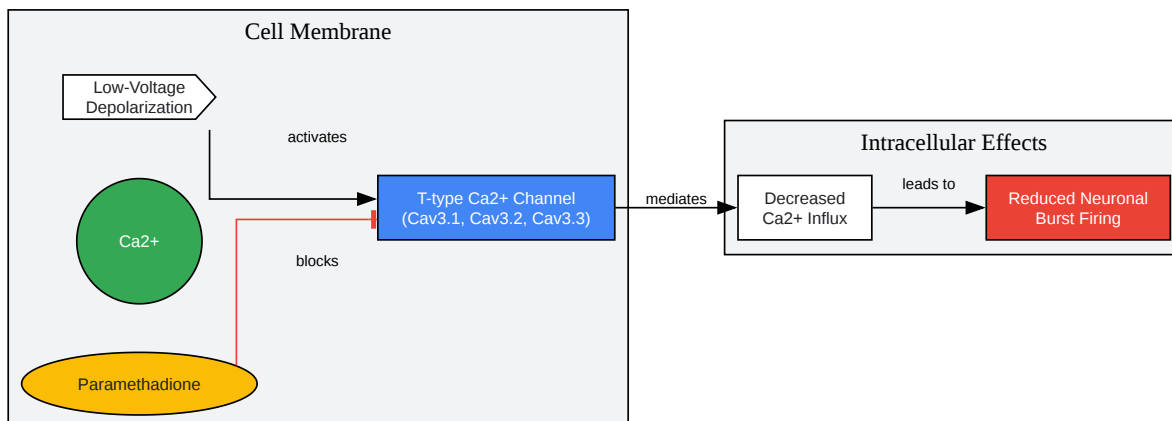 Cell Membrane
Low-Voltage
Depolarization
activates
T-type Ca2+ Channel
(Cav3.1, Cav3.2, Cav3.3)
Ca2+
blocks
Paramethadione
mediates
Intracellular Effects
Decreased
Ca2+ Influx
leads to
Reduced Neuronal
Burst Firing